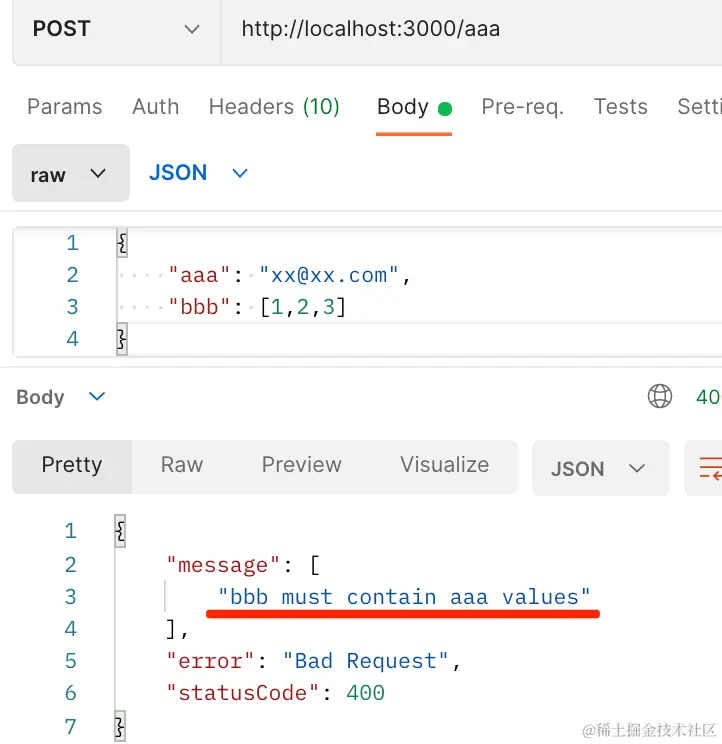 POST http://localhost:3000/aaa
Params Auth Headers (10) Body Pre-req. Tests Setti
raw JSON
1 {
2 "aaa": "xx@xx.com",
3 "bbb": [1,2,3]
4 }
Body 40
Pretty Raw Preview Visualize JSON
1 {
2 "message": [
3 "bbb must contain aaa values"
4 ],
5 "error": "Bad Request",
6 "statusCode": 400
7 }
@稀土掘金技术社区